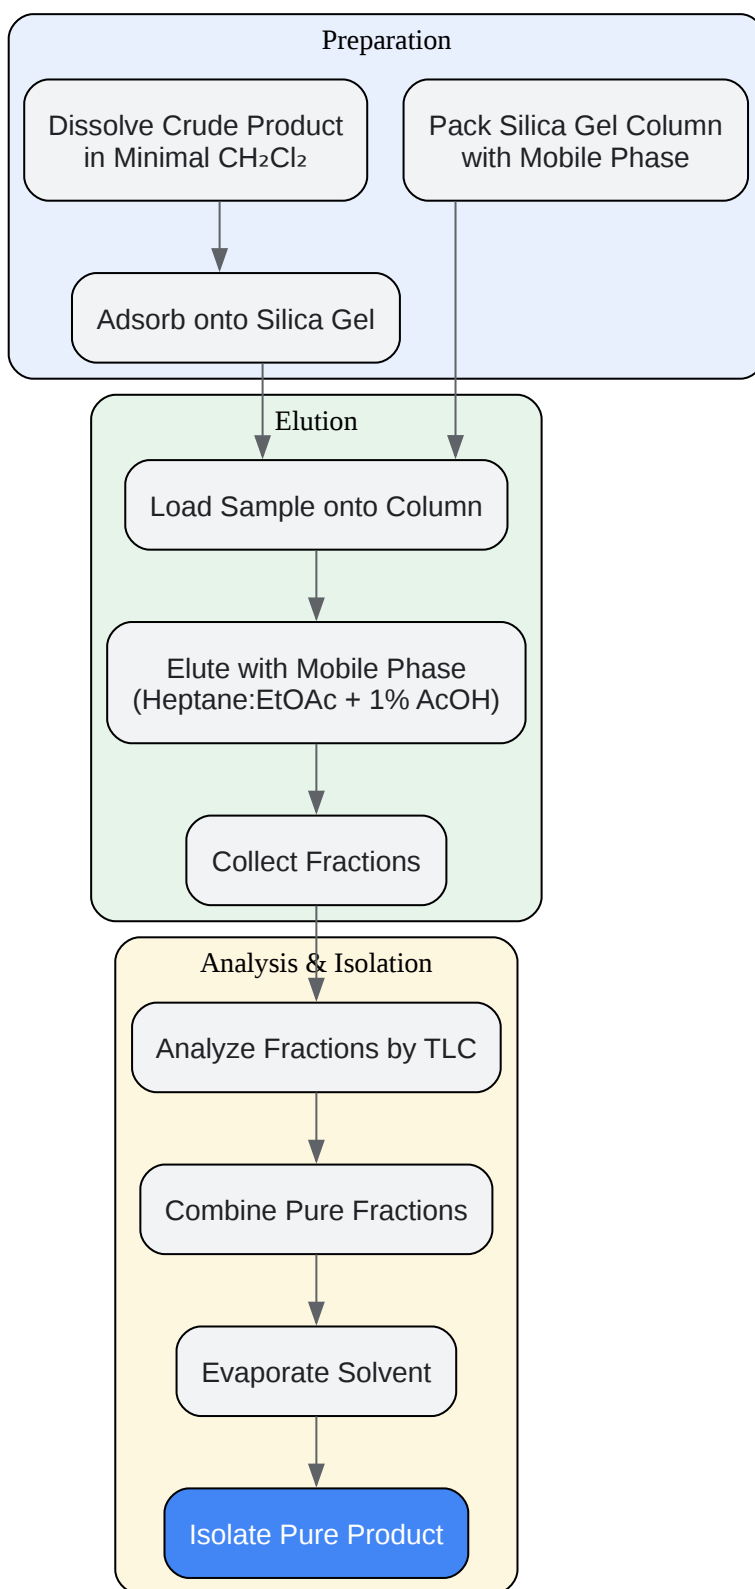 Preparation
Dissolve Crude Product
in Minimal CH₂Cl₂
Pack Silica Gel Column
with Mobile Phase
Adsorb onto Silica Gel
Elution
Load Sample onto Column
Elute with Mobile Phase
(Heptane:EtOAc + 1% AcOH)
Collect Fractions
Analysis & Isolation
Analyze Fractions by TLC
Combine Pure Fractions
Evaporate Solvent
Isolate Pure Product